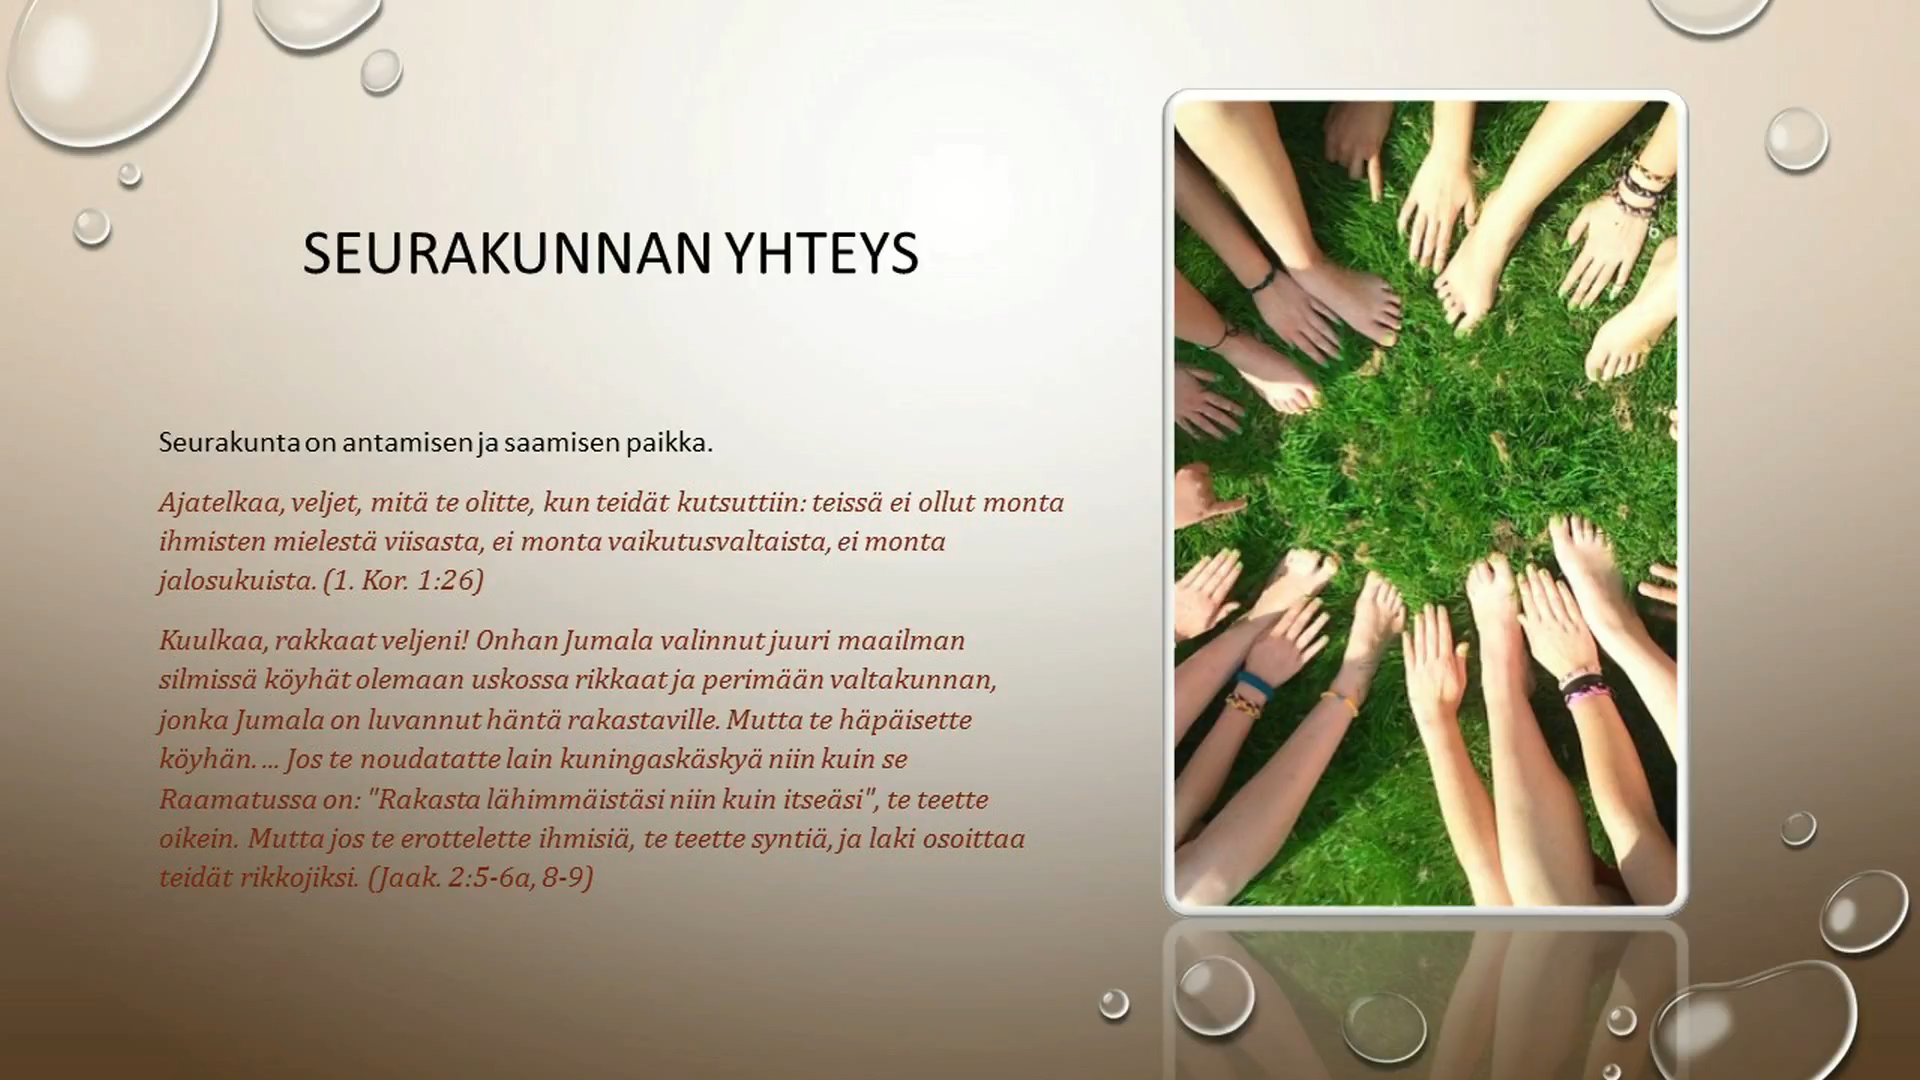 SEURAKUNNAN YHTEYS
Seurakunta on antamisen ja saamisen paikka.
Ajatelkaa, veljet, mitä te olitte, kun teidät kutsuttiin: teissä ei ollut monta
ihmisten mielestä viisasta, ei monta vaikutusvaltaista, ei monta
jalosukuista. (1. Kor. 1:26)
Kuulkaa, rakkaat veljeni! Onhan Jumala valinnut juuri maailman
silmissä köyhät olemaan uskossa rikkaat ja perimään valtakunnan,
jonka Jumala on luvannut häntä rakastaville. Mutta te häpäisette
köyhän. ... Jos te noudatatte lain kuningaskäskyä niin kuin se
Raamatussa on: "Rakasta lähimmäistäsi niin kuin itseäsi", te teette
oikein. Mutta jos te erottelette ihmisiä, te teette syntiä, ja laki osoittaa
teidät rikkojiksi. (Jaak. 2:5-6a, 8-9)
6